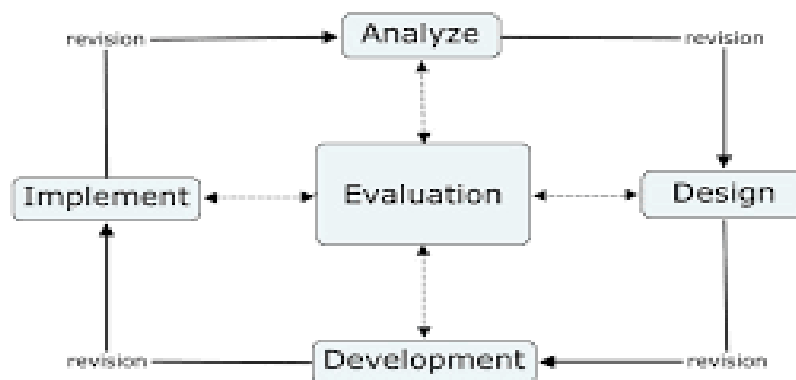 revision
Analyze
revision
Implement
Evaluation
Design
revision
Development
revision